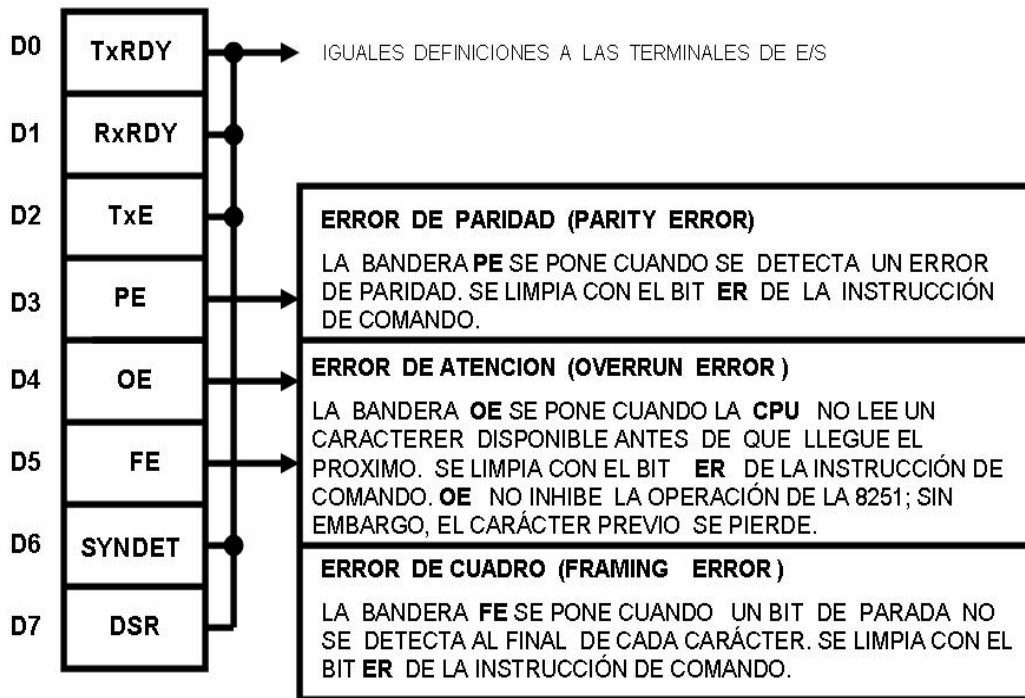 D0 TxRDY IGUALES DEFINICIONES A LAS TERMINALES DE E/S
D1 RxRDY
D2 TxE
D3 PE
D4 OE
D5 FE
D6 SYNDET
D7 DSR
ERROR DE PARIDAD (PARITY ERROR)
LA BANDERA PE SE PONE CUANDO SE DETECTA UN ERROR
DE PARIDAD. SE LIMPIA CON EL BIT ER DE LA INSTRUCCIÓN
DE COMANDO.
ERROR DE ATENCION (OVERRUN ERROR )
LA BANDERA OE SE PONE CUANDO LA CPU NO LEE UN
CARACTERER DISPONIBLE ANTES DE QUE LLEGUE EL
PROXIMO. SE LIMPIA CON EL BIT ER DE LA INSTRUCCIÓN DE
COMANDO. OE NO INHIBE LA OPERACIÓN DE LA 8251; SIN
EMBARGO, EL CARÁCTER PREVIO SE PIERDE.
ERROR DE CUADRO (FRAMING ERROR )
LA BANDERA FE SE PONE CUANDO UN BIT DE PARADA NO
SE DETECTA AL FINAL DE CADA CARÁCTER. SE LIMPIA CON EL
BIT ER DE LA INSTRUCCIÓN DE COMANDO.